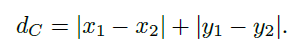 d_C = |x_1 − x_2| + |y_1 − y_2|.